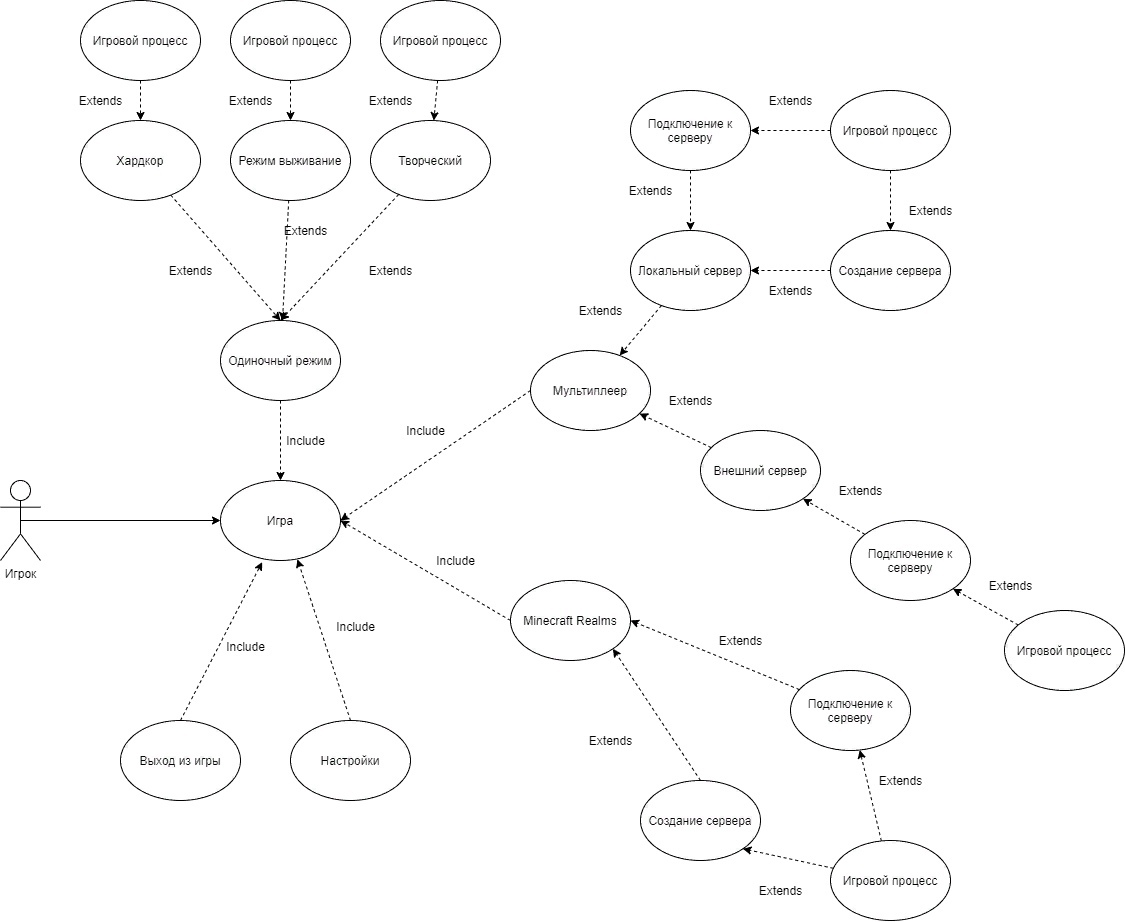 Игровой процесс
Игровой процесс
Игровой процесс
Extends
Extends
Extends
Хардкор
Режим выживание
Творческий
Extends
Extends
Extends
Одиночный режим
Include
Игра
Игрок
Include
Include
Выход из игры
Настройки
Подключение к
серверу
Extends
Игровой процесс
Extends
Extends
Локальный сервер
Extends
Создание сервера
Extends
Мультиплеер
Include
Extends
Внешний сервер
Extends
Подключение к
серверу
Extends
Игровой процесс
Include
Minecraft Realms
Extends
Подключение к
серверу
Extends
Extends
Создание сервера
Extends
Игровой процесс